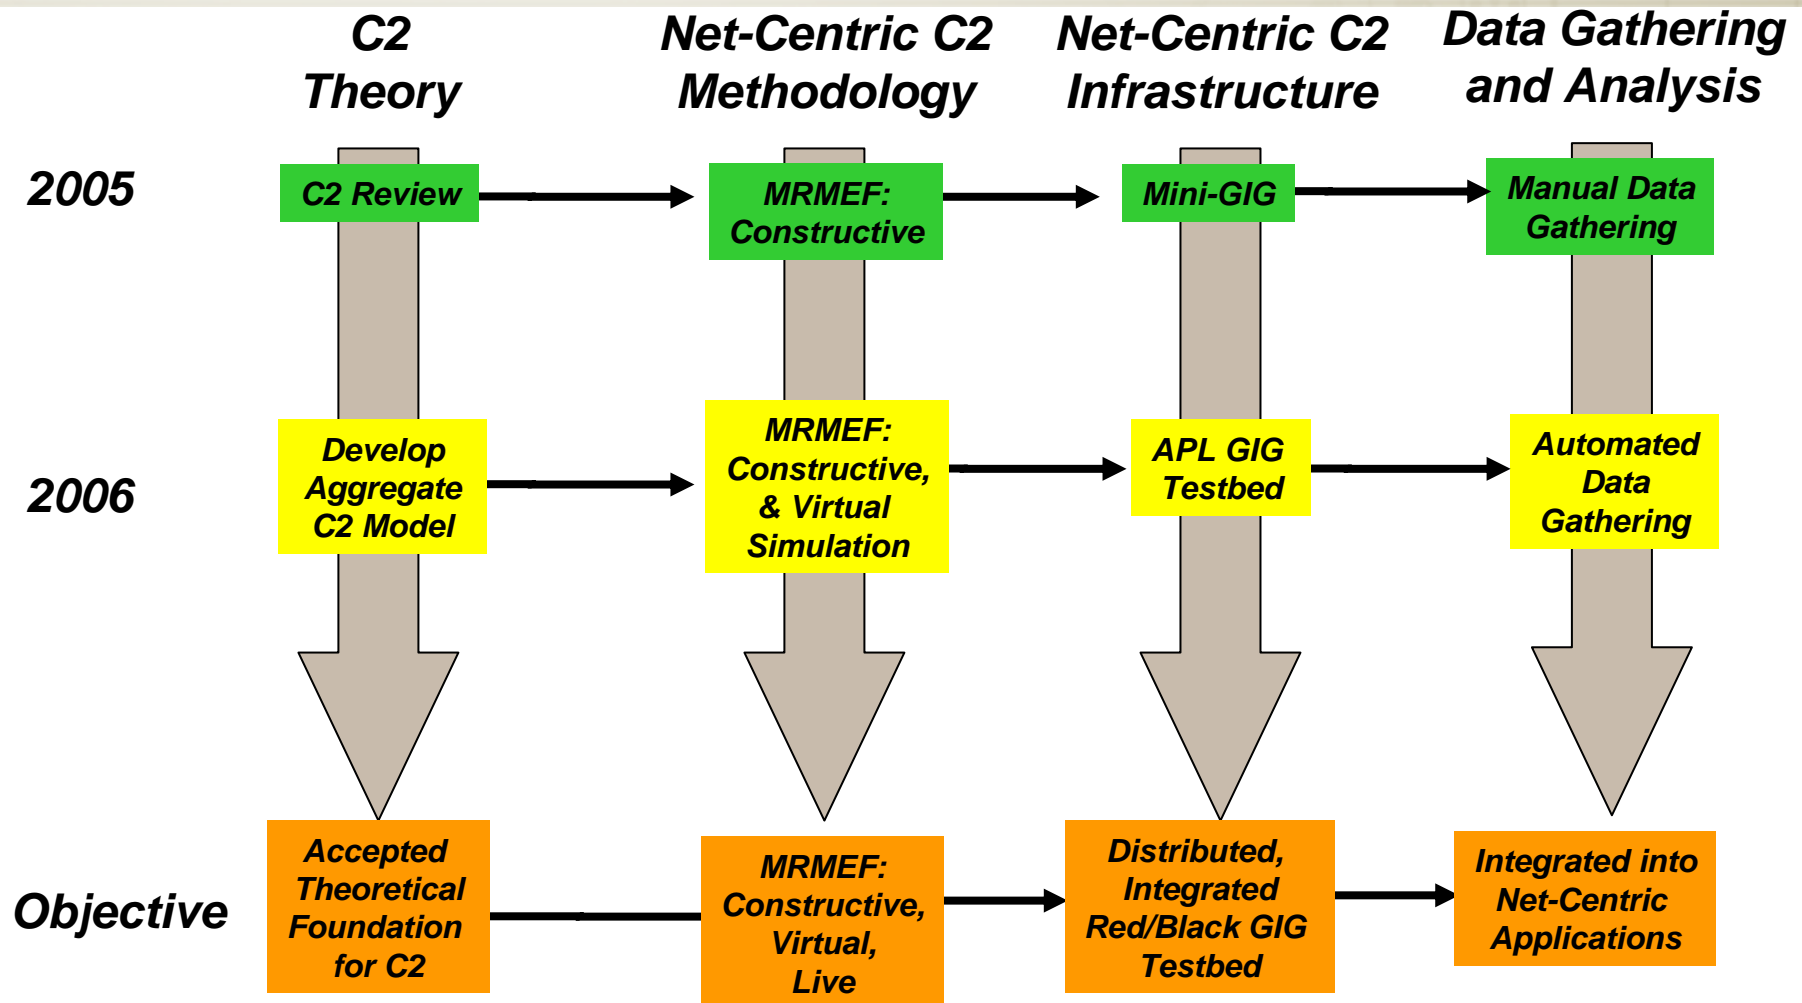 C2
Theory
Net-Centric C2
Methodology
Net-Centric C2
Infrastructure
Data Gathering
and Analysis
2005
C2 Review
MRMEF:
Constructive
Mini-GIG
Manual Data
Gathering
2006
Develop
Aggregate
C2 Model
MRMEF:
Constructive,
& Virtual
Simulation
APL GIG
Testbed
Automated
Data
Gathering
Objective
Accepted
Theoretical
Foundation
for C2
MRMEF:
Constructive,
Virtual,
Live
Distributed,
Integrated
Red/Black GIG
Testbed
Integrated into
Net-Centric
Applications